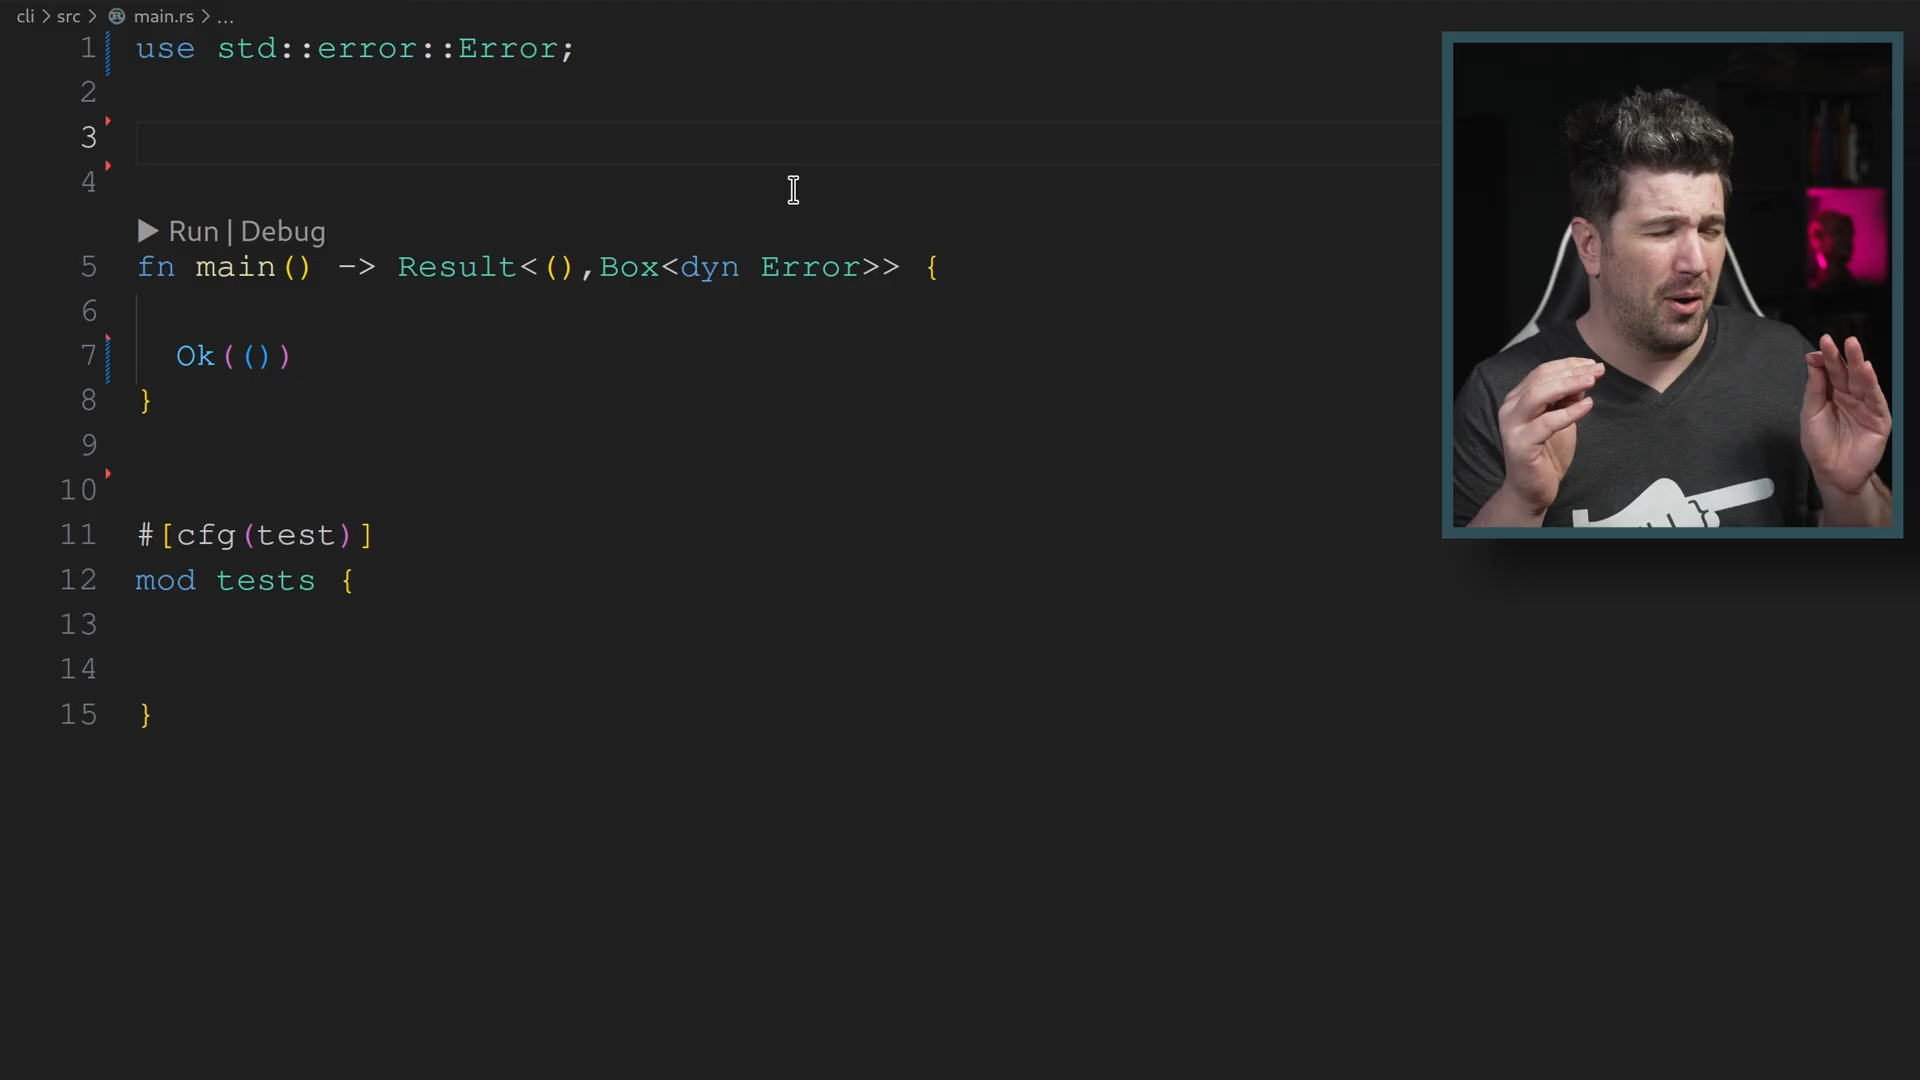 cli > src > main.rs > ...
1 use std::error::Error;
2
3
4
Run | Debug
5 fn main() -> Result<(),Box<dyn Error>> {
6
7 Ok(())
8 }
9
10
11 #[cfg(test)]
12 mod tests {
13
14
15 }